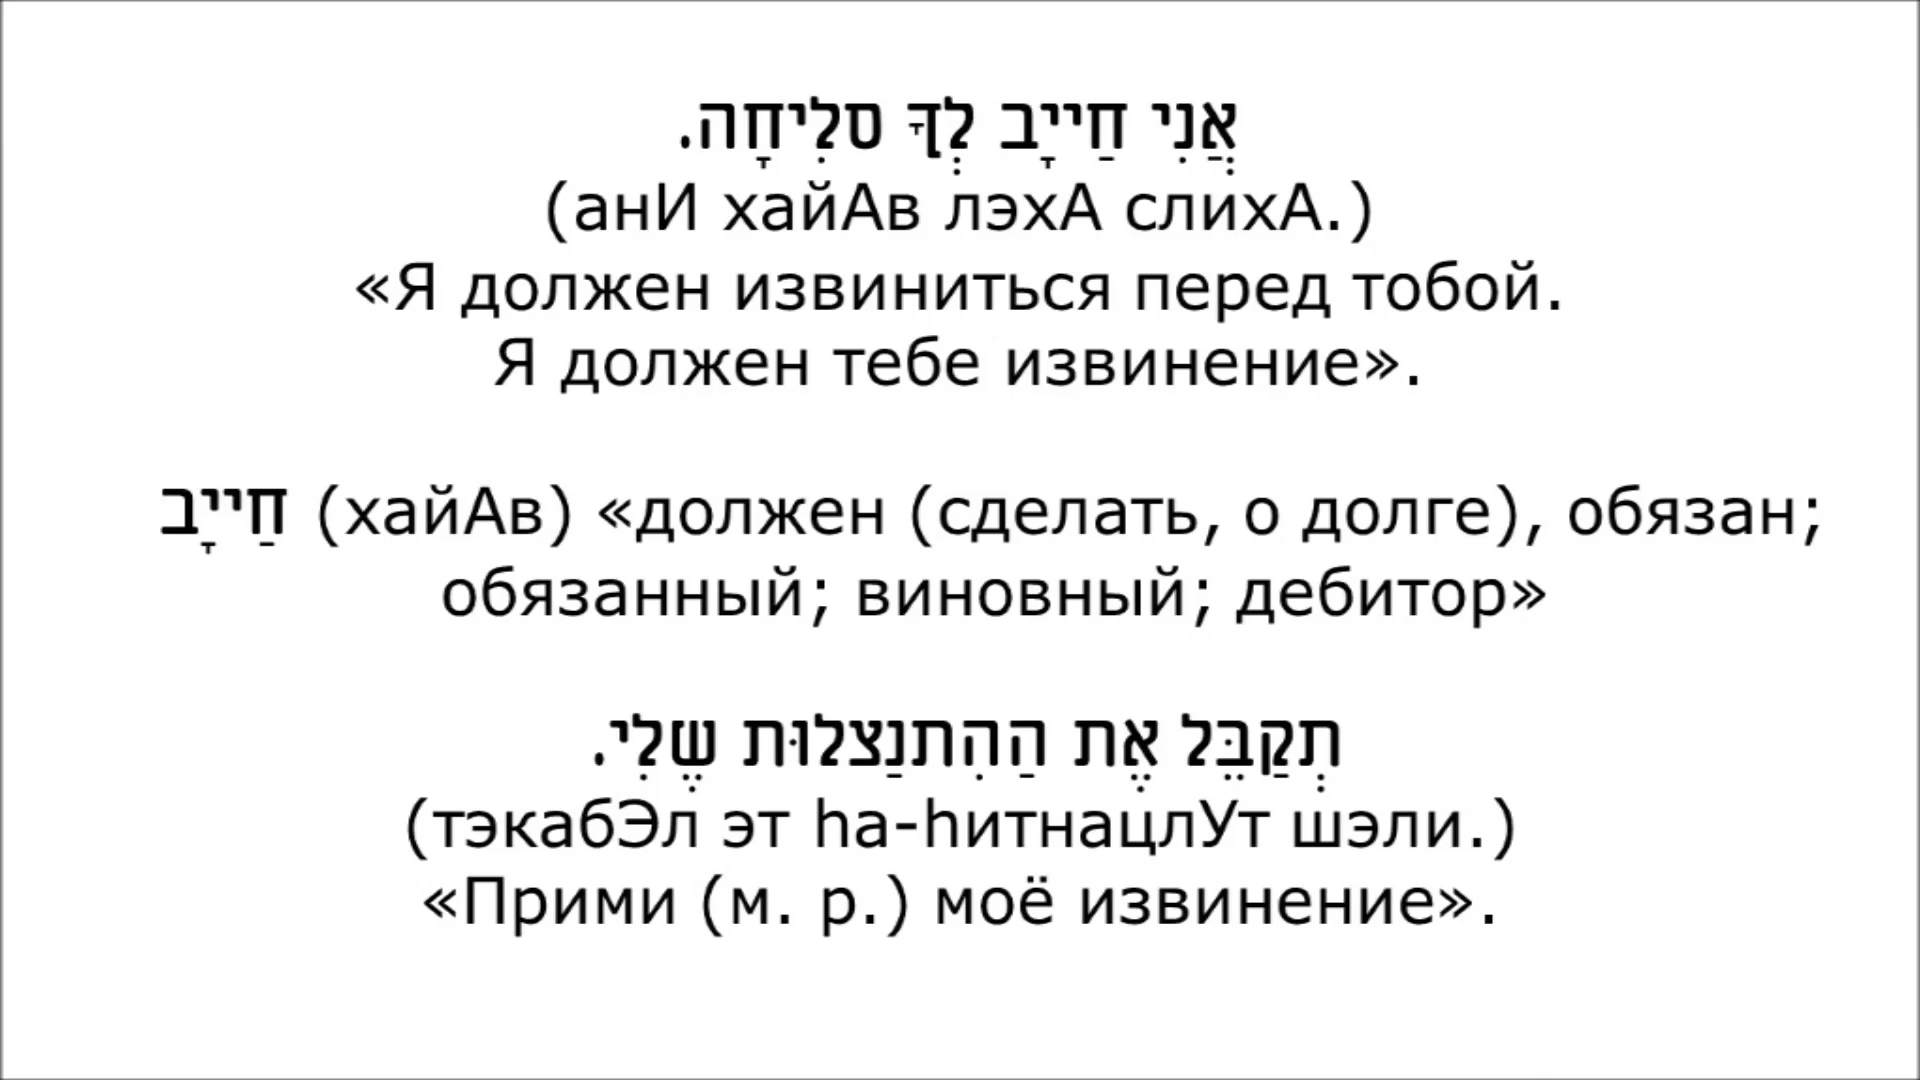 אֲנִי חַייָב לְךָ סלִיחָה.
(анИ хайАв лэхА слихА.)
«Я должен извиниться перед тобой.
Я должен тебе извинение».
חַייָב (хайАв) «должен (сделать, о долге), обязан;
обязанный; виновный; дебитор»
תְקַבֵּל אֶת הַהִתנַצלוּת שֶלִי.
(тэкабЭл эт hа-hитнацлУт шэли.)
«Прими (м. р.) моё извинение».